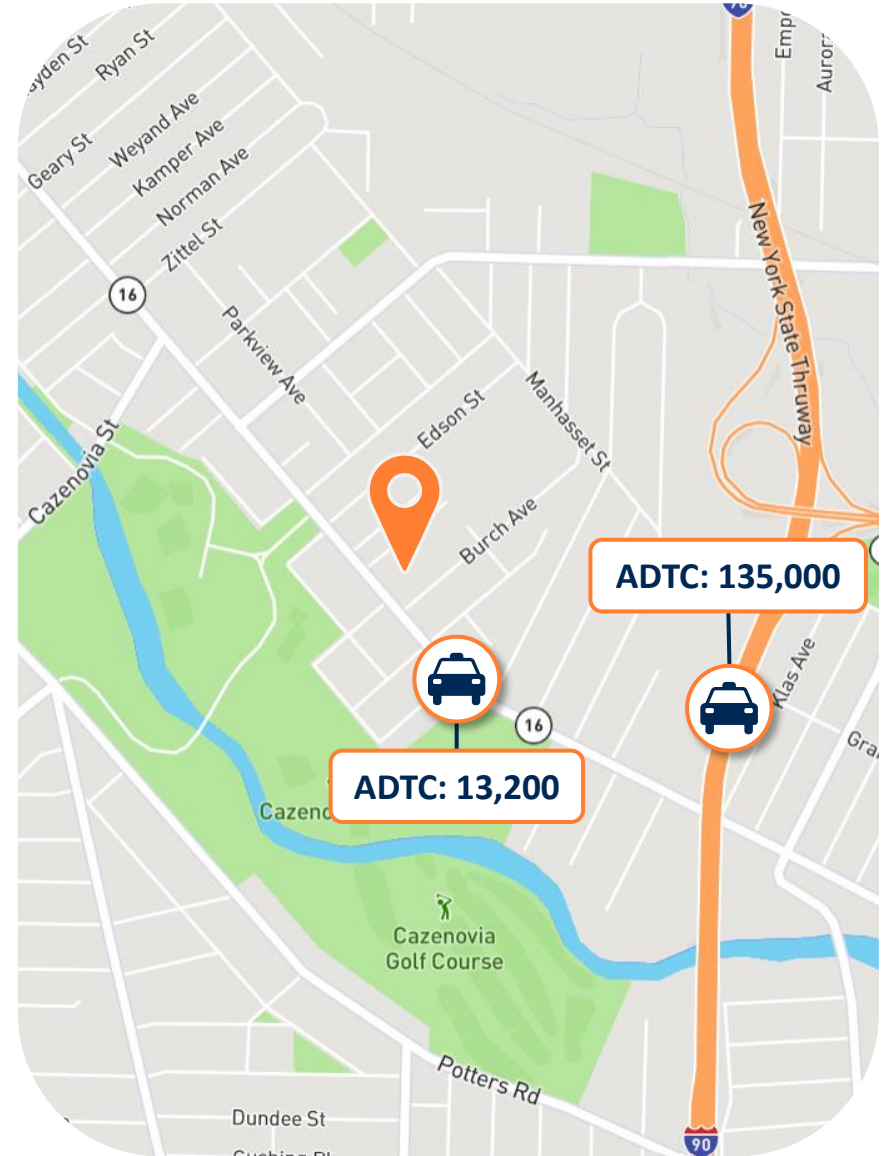 90
Ryan St
Weyand Ave
Geary St
Kamper Ave
Norman Ave
Zittel St
16
New York State Thruway
Parkview Ave
Manhasset St
Edson St
Cazenovia St
Burch Ave
ADTC: 135,000
Klas Ave
16
ADTC: 13,200
Cazenovia
Golf Course
Potters Rd
Dundee St
90